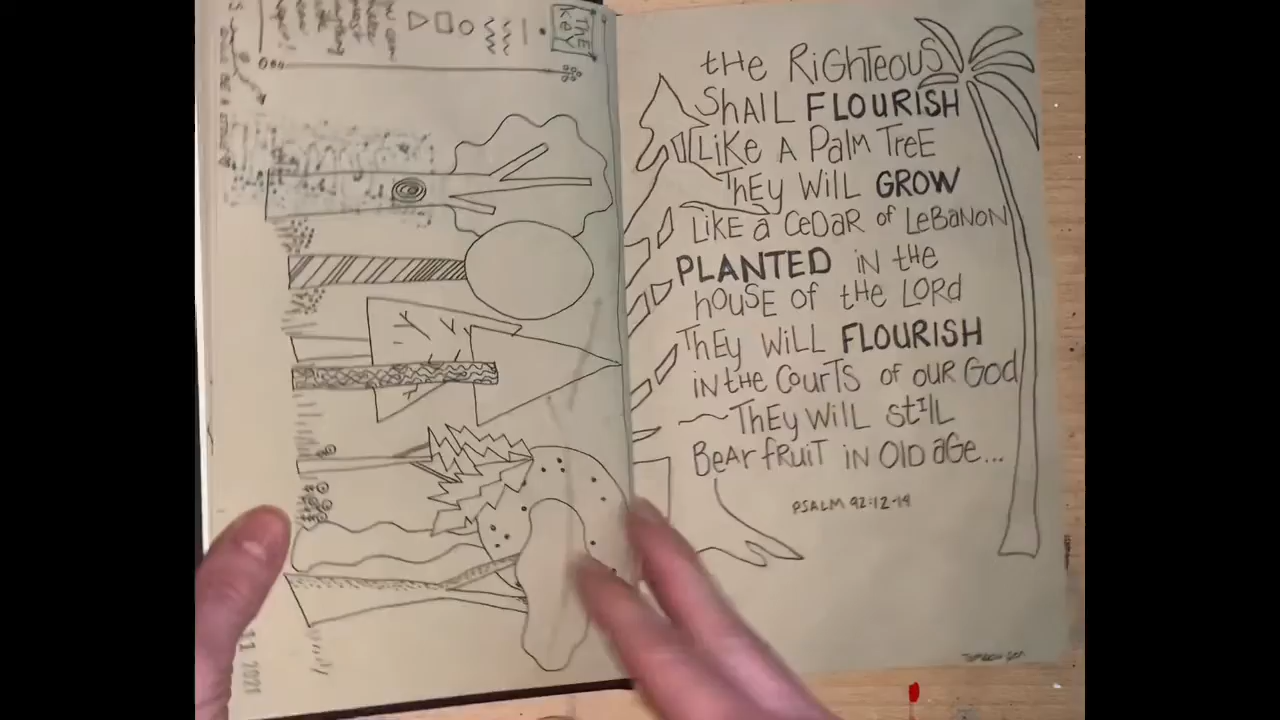 THE KEY
11 2021
tHe RiGHTeOUS
ShAlL FLOURISH
LiKe A PaLM TreE
ThEy WiLL GROW
LiKE a CeDaR of LeBaNON
PLANTED iN tHe
hOUSE Of tHe LORd
ThEy WiLL FLOURISH
iN tHe COurTS Of OUR GOd
ThEy WiLL StILL
BeAr fRUiT iN OlD aGe...
PSALM 92:12-14